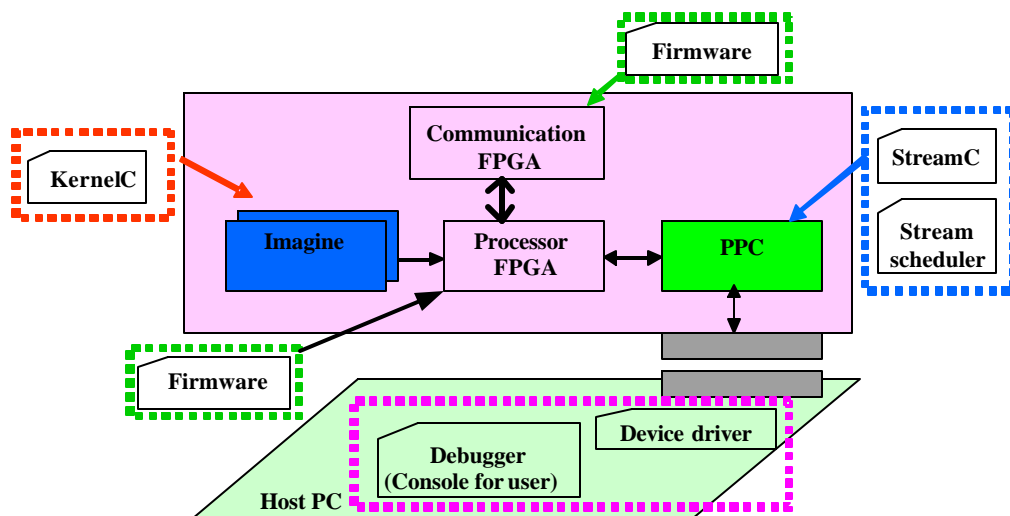 Firmware
Communication
FPGA
KernelC
StreamC
Imagine
Processor
FPGA
PPC
Stream
scheduler
Firmware
Device driver
Debugger
(Console for user)
Host PC